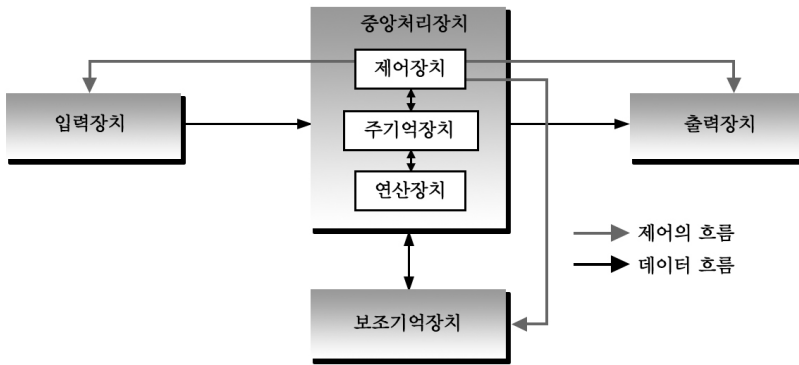 중앙처리장치
제어장치
입력장치
주기억장치
출력장치
연산장치
제어의 흐름
데이터 흐름
보조기억장치